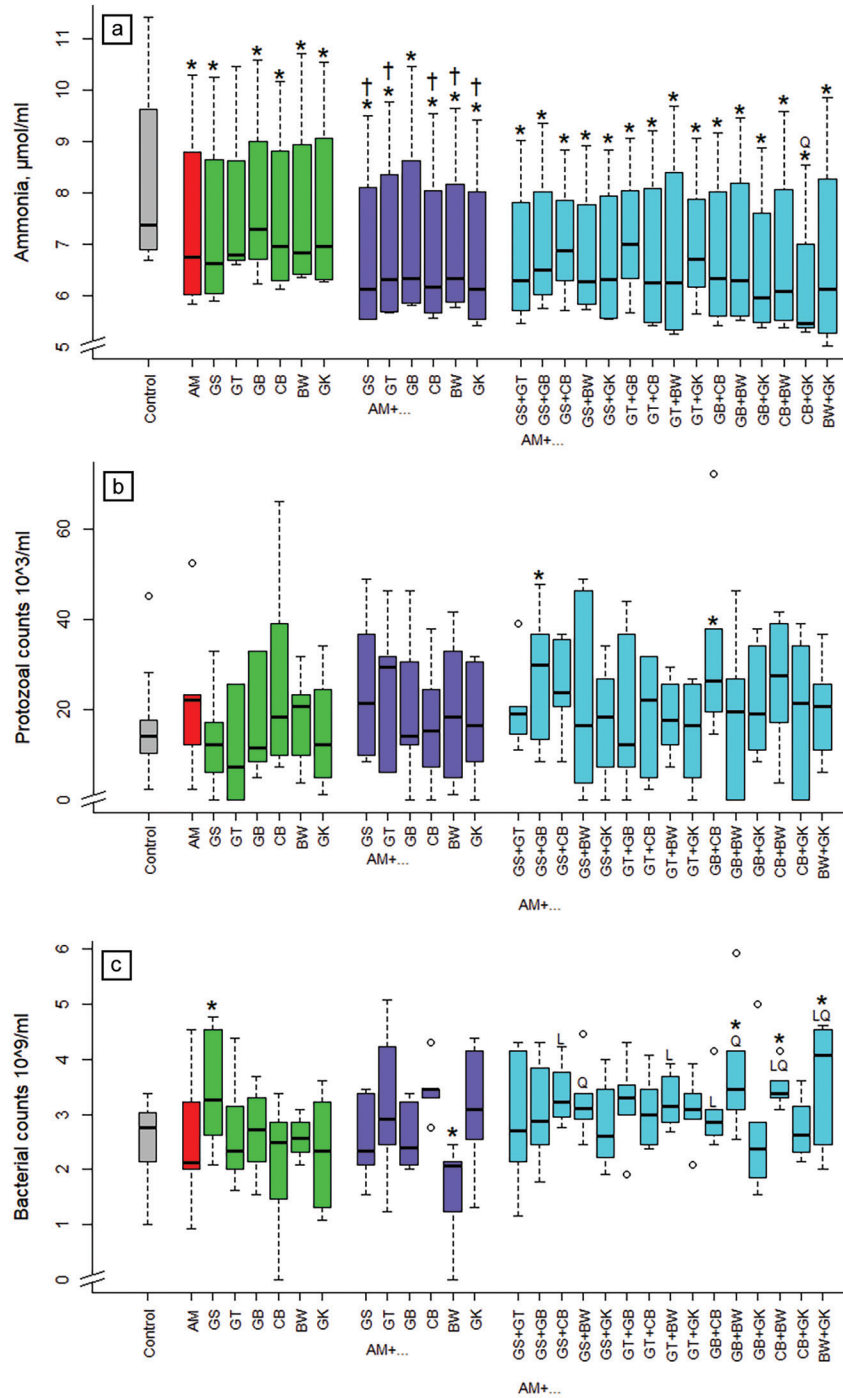 a
Ammonia, µmol/ml
11
10
9
8
7
6
5
* * * * * * *
† † * † † †
* * * * *
* * * * * * * * * * * * Q * *
Control AM GS GT GB CB BW GK GS GT GB CB BW GK GS+GT GS+GB GS+CB GS+BW GS+GK GT+GB GT+CB GT+BW GT+GK GB+CB GB+BW GB+GK CB+BW CB+GK BW+GK
AM+...
AM+...
b
Protozoal counts 10^3/ml
60
40
20
0
* *
Control AM GS GT GB CB BW GK GS GT GB CB BW GK GS+GT GS+GB GS+CB GS+BW GS+GK GT+GB GT+CB GT+BW GT+GK GB+CB GB+BW GB+GK CB+BW CB+GK BW+GK
AM+...
AM+...
c
Bacterial counts 10^9/ml
6
5
4
3
2
1
0
* * L Q L L * Q * LQ * LQ
Control AM GS GT GB CB BW GK GS GT GB CB BW GK GS+GT GS+GB GS+CB GS+BW GS+GK GT+GB GT+CB GT+BW GT+GK GB+CB GB+BW GB+GK CB+BW CB+GK BW+GK
AM+...
AM+...